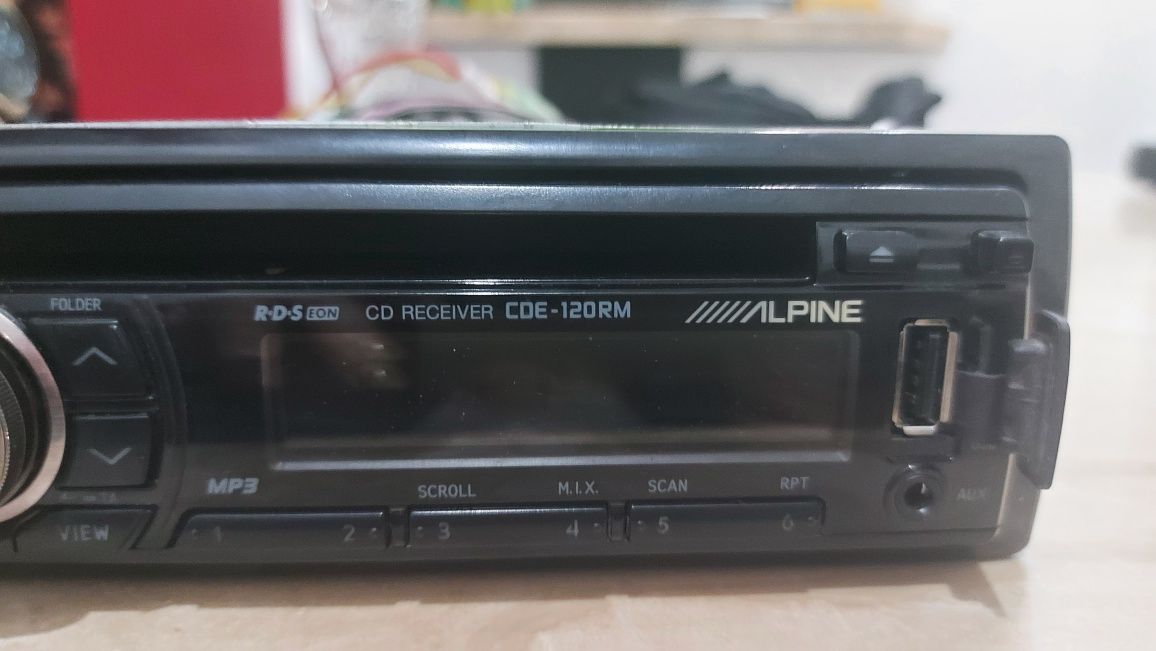 FOLDER
R·D·S EON CD RECEIVER CDE-120RM ALPINE
MP3 SCROLL M.I.X. SCAN RPT
VIEW 1 2 3 4 5 6 AUX